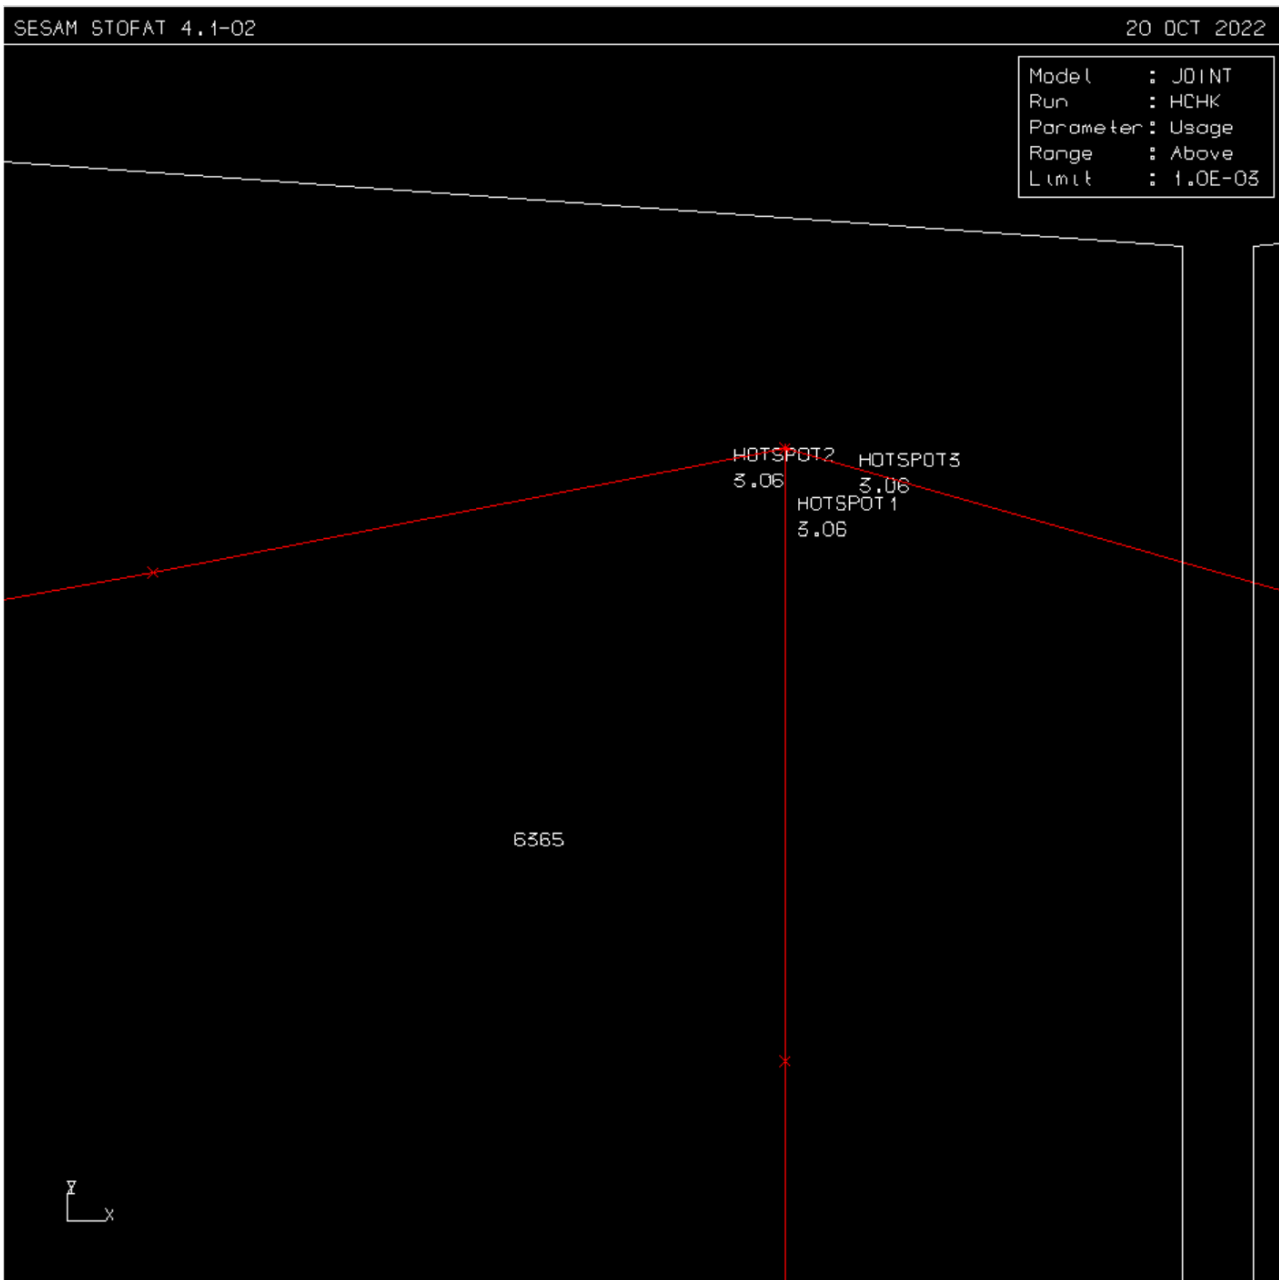 SESAM STOFAT 4.1-02
20 OCT 2022
Model : JOINT
Run : HCHK
Parameter : Usage
Range : Above
Limit : 1.0E-03
HOTSPOT2
3.06
HOTSPOT3
3.06
HOTSPOT1
3.06
6365
Y
X